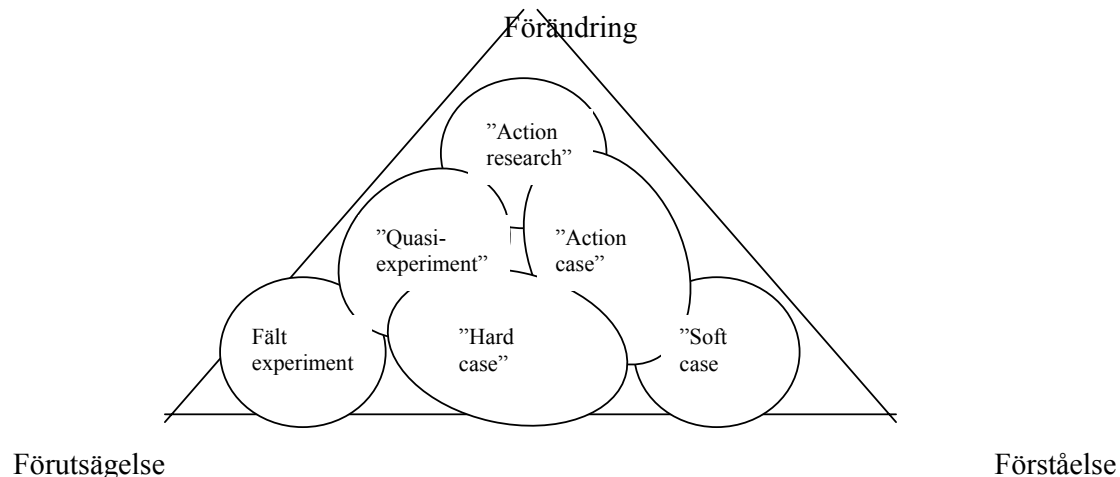 Förändring
”Action
research”
”Quasi-
experiment”
”Action
case”
Fält
experiment
”Hard
case”
”Soft
case
Förutsägelse
Förståelse